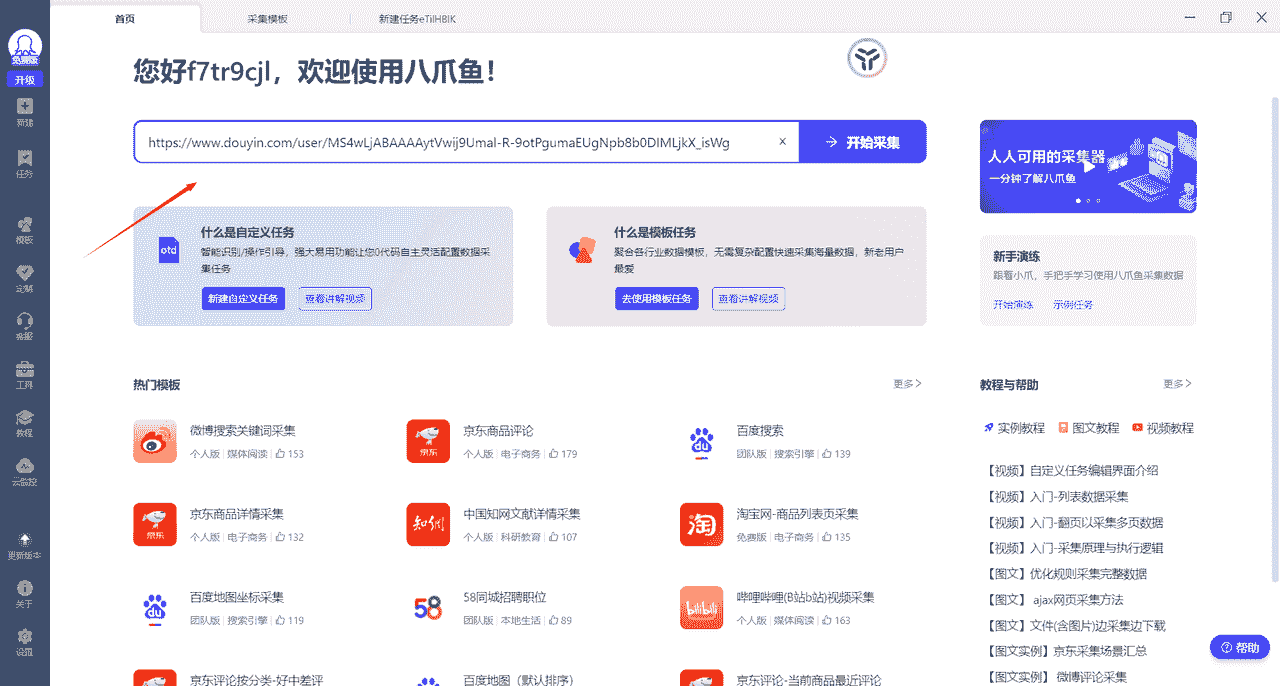 首页
采集模板
新建任务eTilHBIK
免费版
升级
新建
任务
模板
定制
客服
工具
教程
云监控
更新版本
关于
设置
您好f7tr9cjl，欢迎使用八爪鱼！
https://www.douyin.com/user/MS4wLjABAAAAytVwij9Umal-R-9otPgumaEUgNpb8b0DIMLjkX_isWg
开始采集
otd
什么是自定义任务
智能识别/操作引导，强大易用功能让您0代码自主灵活配置数据采
集任务
新建自定义任务
查看讲解视频
什么是模板任务
聚合各行业数据模板，无需复杂配置快速采集海量数据，新老用户
最爱
去使用模板任务
查看讲解视频
人人可用的采集器
一分钟了解八爪鱼
新手演练
跟着小爪，手把手学习使用八爪鱼采集数据
开始演练
示例任务
热门模板
更多
微博搜索关键词采集
个人版 媒体阅读 153
京东
京东商品评论
个人版 电子商务 179
du
百度搜索
团队版 搜索引擎 139
京东
京东商品详情采集
个人版 电子商务 132
中国知网文献详情采集
个人版 科研教育 107
淘
淘宝网-商品列表页采集
免费版 电子商务 135
du
百度地图坐标采集
团队版 搜索引擎 119
58
58同城招聘职位
团队版 本地生活 89
bilibili
哔哩哔哩(B站b站)视频采集
个人版 媒体阅读 163
京东评论按分类-好中差评
百度地图（默认排序）
京东评论-当前商品最近评论
教程与帮助
更多
实例教程
图文教程
视频教程
【视频】自定义任务编辑界面介绍
【视频】入门-列表数据采集
【视频】入门-翻页以采集多页数据
【视频】入门-采集原理与执行逻辑
【图文】优化规则采集完整数据
【图文】ajax网页采集方法
【图文】文件(含图片)边采集边下载
【图文实例】京东采集场景汇总
【图文实例】微博评论采集
帮助